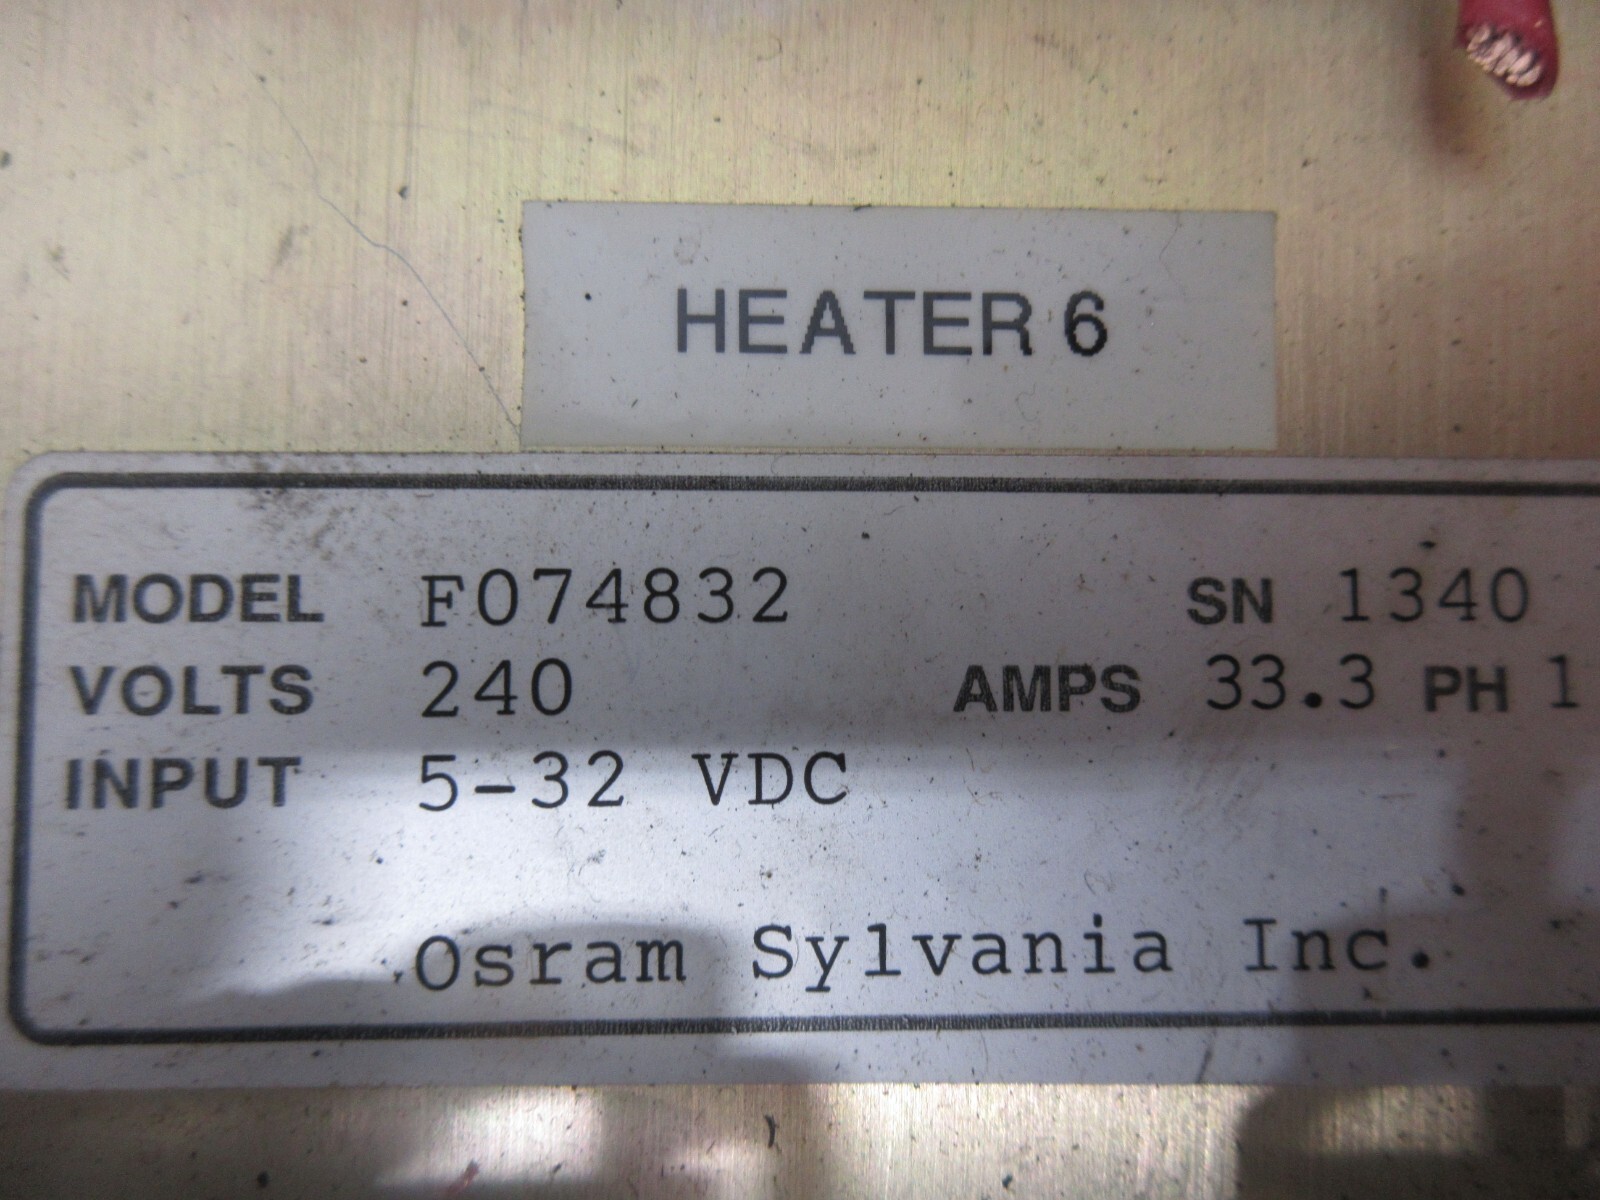 HEATER 6
MODEL F074832 SN 1340
VOLTS 240 AMPS 33.3 PH 1
INPUT 5-32 VDC
Osram Sylvania Inc.